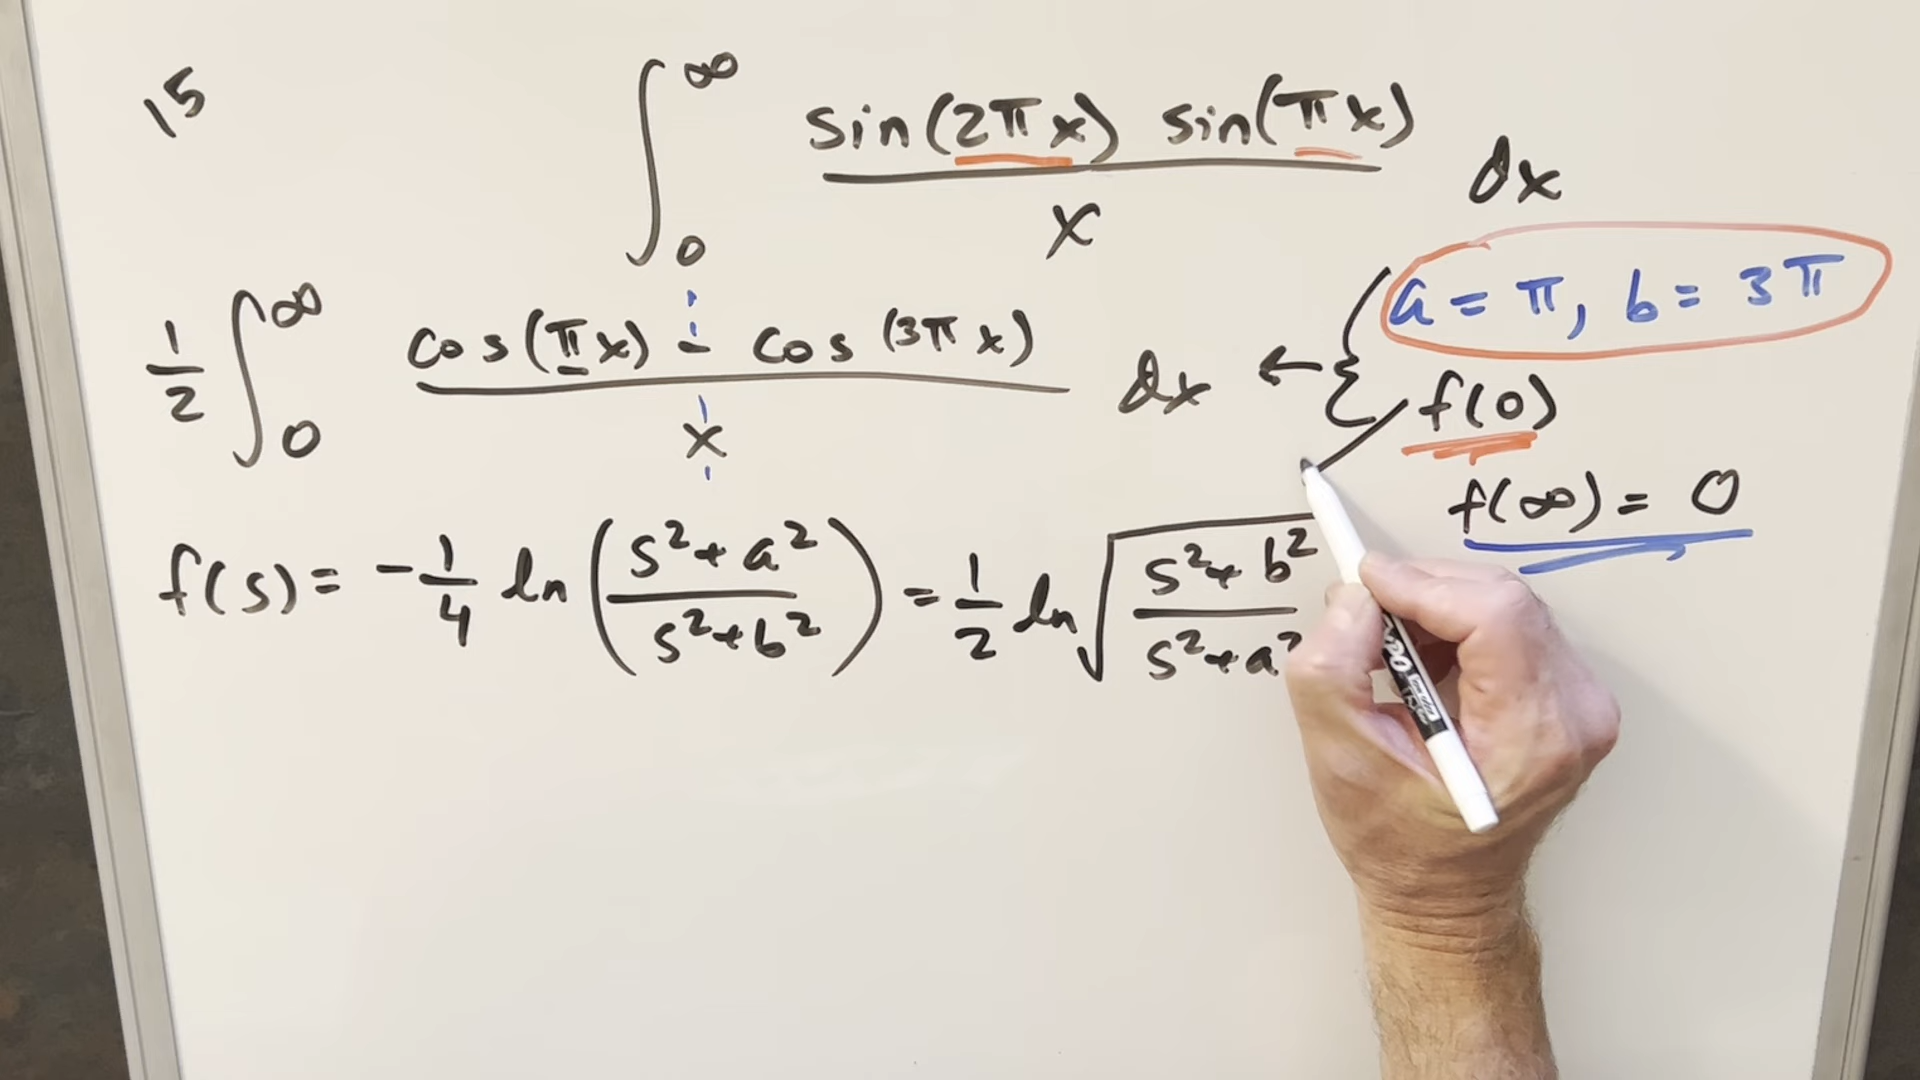 15
∫₀^∞ sin(2πx) sin(πx) / x dx
a = π, b = 3π
1/2 ∫₀^∞ cos(πx) - cos(3πx) / x dx ←
f(0)
f(∞) = 0
f(s) = -1/4 ln((s²+a²)/(s²+b²)) = 1/2 ln √((s²+b²)/(s²+a²))
EXPO